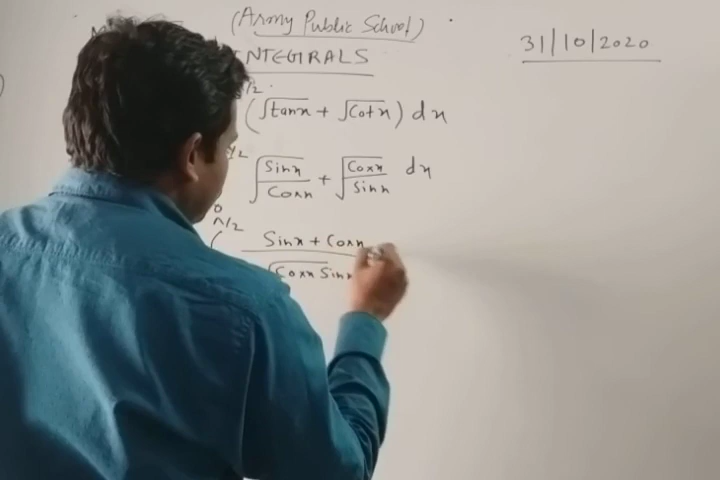 (Army Public School)
NTEGIRALS
31/10/2020
π/2
(√tanx + √Cotx) dx
π/2
√Sinx/Cosx + √Cosx/Sinx dx
0
π/2
Sinx + Cosx
√Cosx Sinx